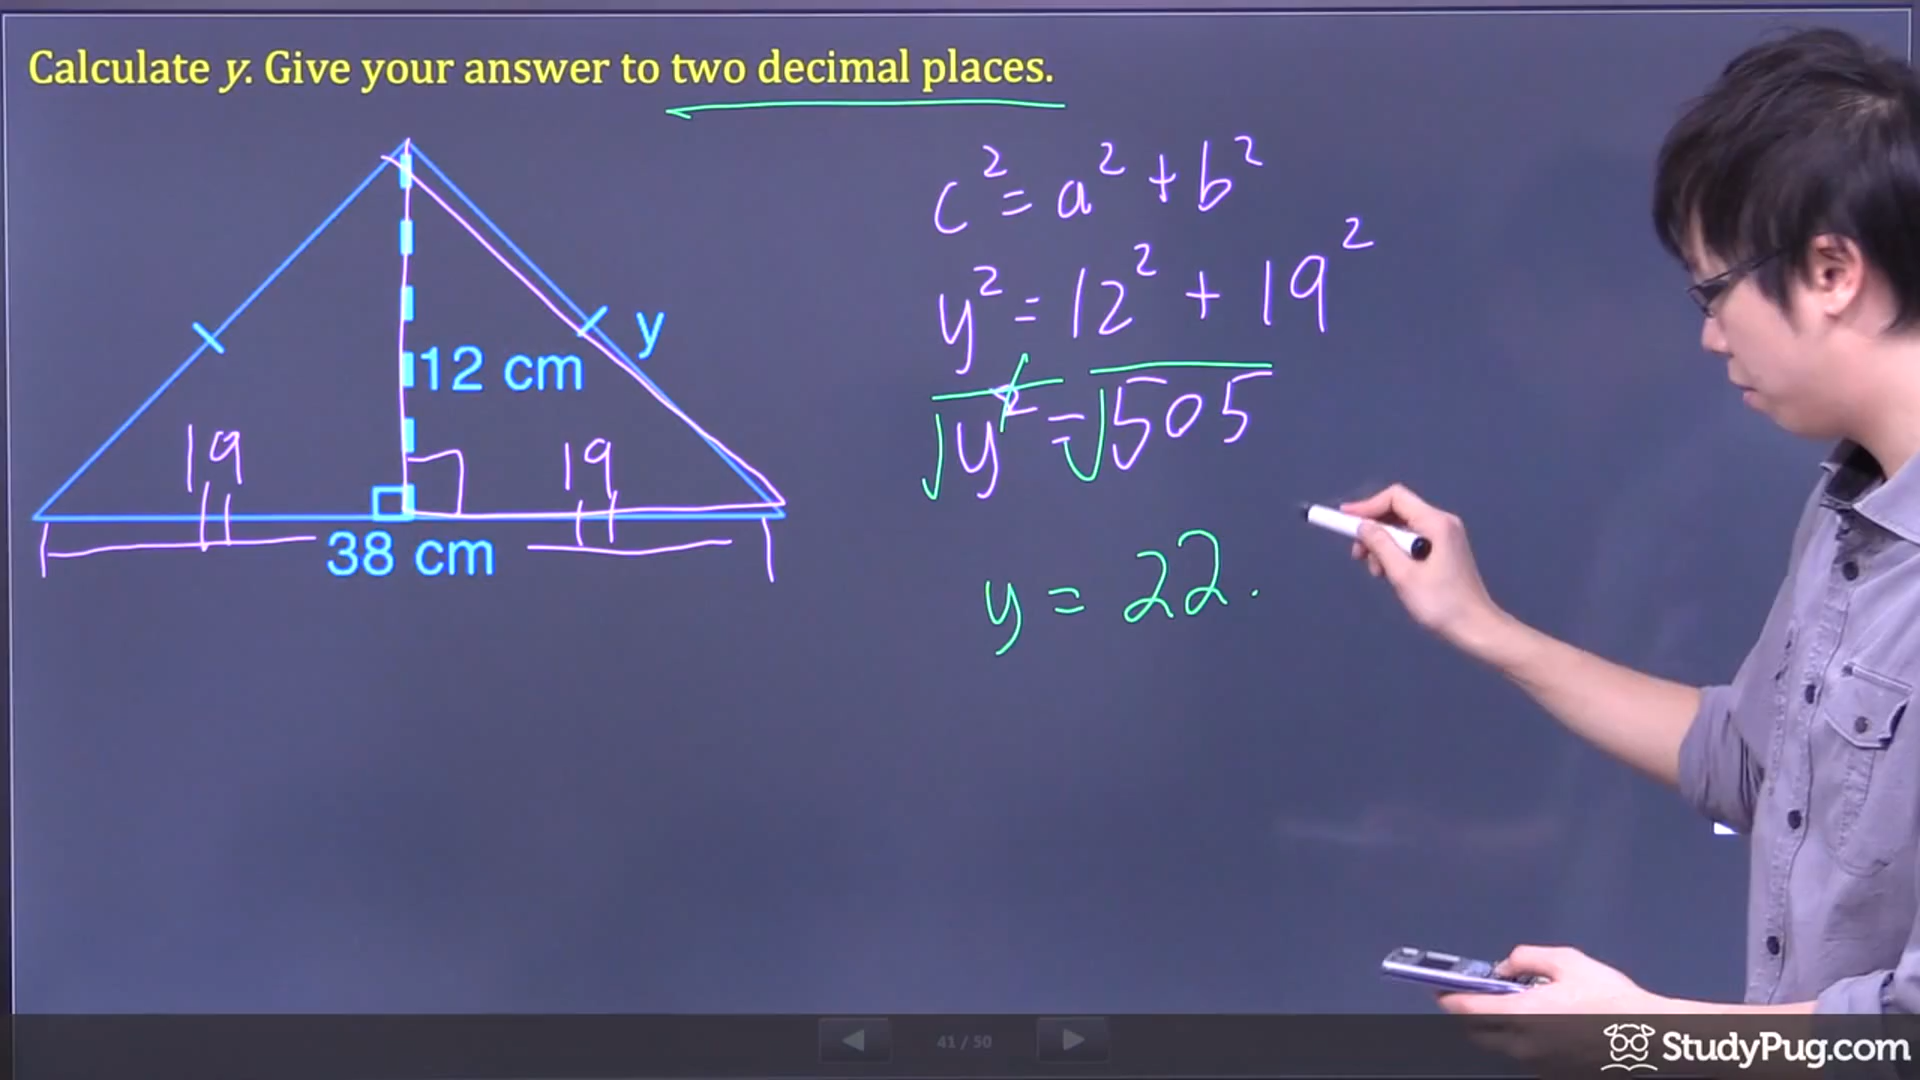 Calculate y. Give your answer to two decimal places.
c² = a² + b²
y² = 12² + 19²
√y² = √505
y = 22.
y
12 cm
19 19
38 cm
41 / 50
StudyPug.com